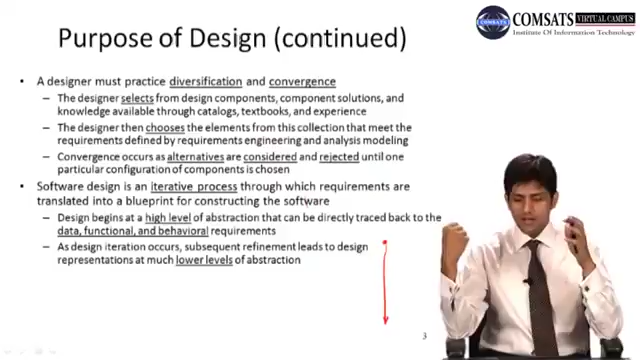 COMSATS
VIRTUAL CAMPUS
Institute Of Information Technology
Purpose of Design (continued)
• A designer must practice diversification and convergence
– The designer selects from design components, component solutions, and
knowledge available through catalogs, textbooks, and experience
– The designer then chooses the elements from this collection that meet the
requirements defined by requirements engineering and analysis modeling
– Convergence occurs as alternatives are considered and rejected until one
particular configuration of components is chosen
• Software design is an iterative process through which requirements are
translated into a blueprint for constructing the software
– Design begins at a high level of abstraction that can be directly traced back to the
data, functional, and behavioral requirements
– As design iteration occurs, subsequent refinement leads to design
representations at much lower levels of abstraction
3